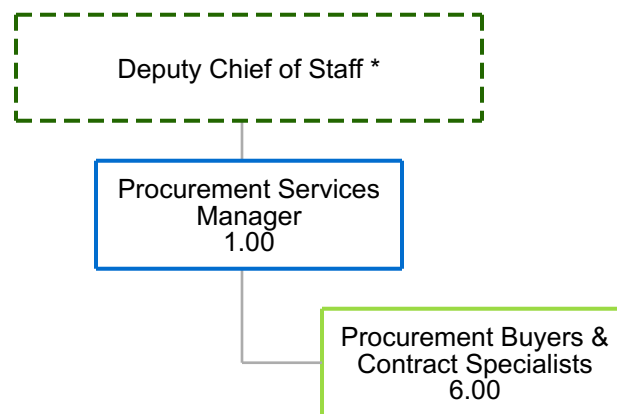 Deputy Chief of Staff *
Procurement Services
Manager
1.00
Procurement Buyers &
Contract Specialists
6.00